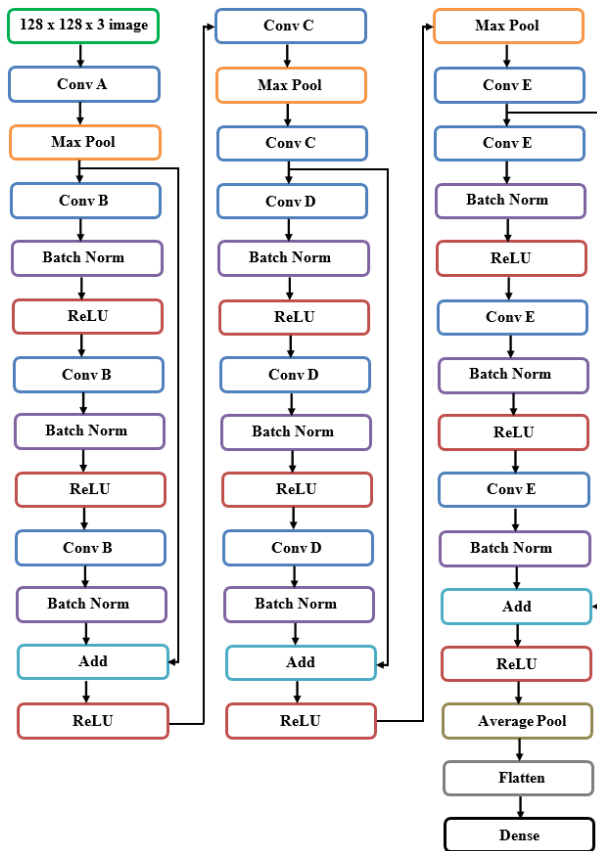 128 x 128 x 3 image
Conv A
Max Pool
Conv B
Batch Norm
ReLU
Conv B
Batch Norm
ReLU
Conv B
Batch Norm
Add
ReLU
Conv C
Max Pool
Conv C
Conv D
Batch Norm
ReLU
Conv D
Batch Norm
ReLU
Conv D
Batch Norm
Add
ReLU
Max Pool
Conv E
Conv E
Batch Norm
ReLU
Conv E
Batch Norm
ReLU
Conv E
Batch Norm
Add
ReLU
Average Pool
Flatten
Dense